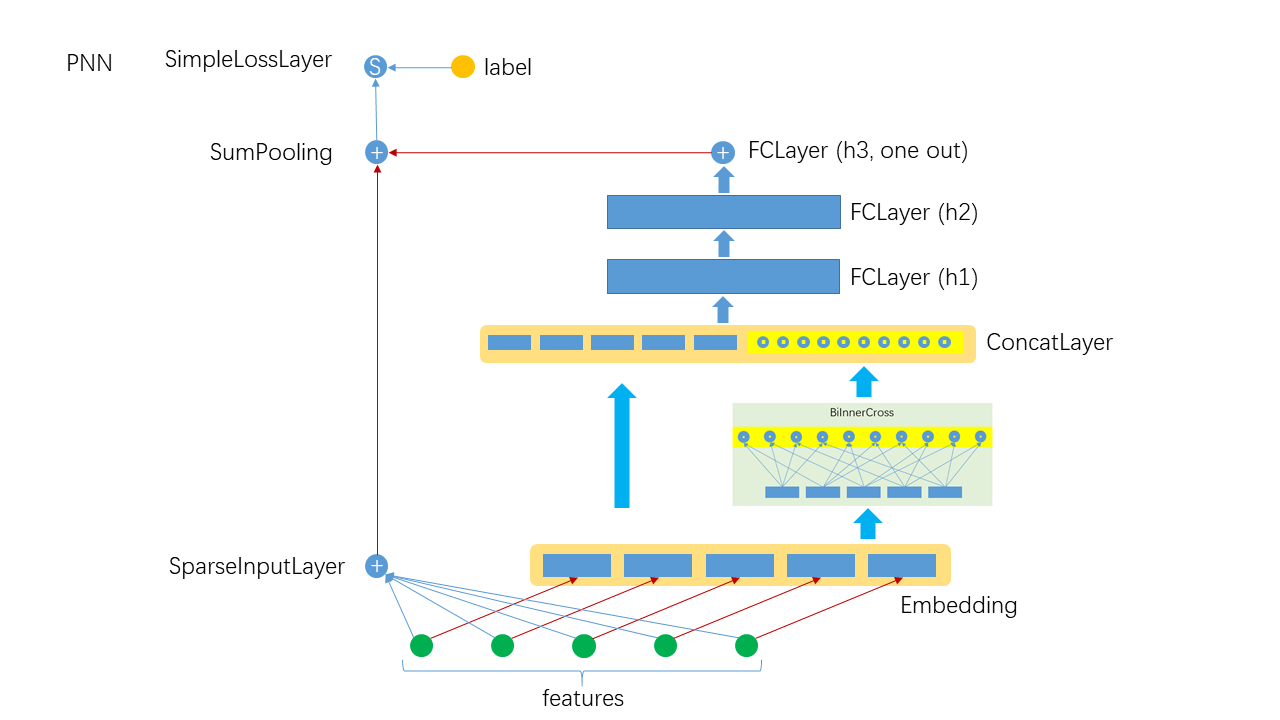 PNN
SimpleLossLayer
S
label
SumPooling
+
+
FCLayer (h3, one out)
FCLayer (h2)
FCLayer (h1)
ConcatLayer
BiInnerCross
SparseInputLayer
+
Embedding
features